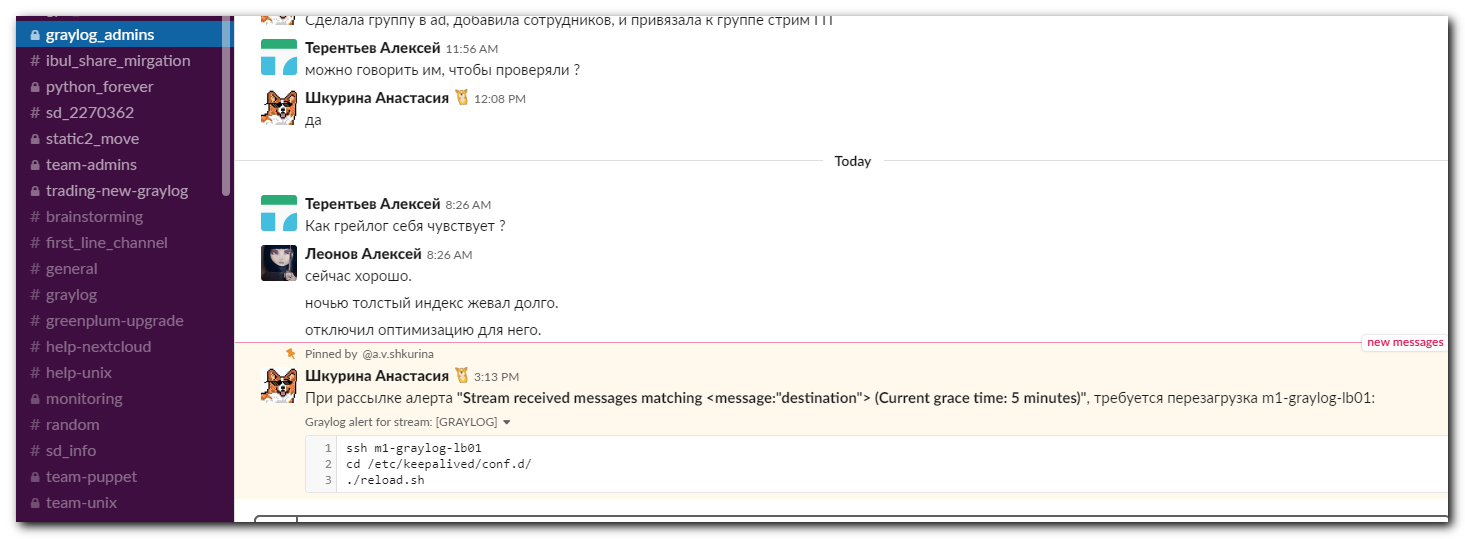 graylog_admins
# ibul_share_mirgation
python_forever
# sd_2270362
static2_move
team-admins
trading-new-graylog
# brainstorming
# first_line_channel
# general
# graylog
# greenplum-upgrade
# help-nextcloud
# help-unix
monitoring
# random
# sd_info
team-puppet
team-unix
Сделала группу в ad, добавила сотрудников, и привязала к группе стрим ГП
Терентьев Алексей 11:56 AM
можно говорить им, чтобы проверяли ?
Шкурина Анастасия 12:08 PM
да
Today
Терентьев Алексей 8:26 AM
Как грейлог себя чувствует ?
Леонов Алексей 8:26 AM
сейчас хорошо.
ночью толстый индекс жевал долго.
отключил оптимизацию для него.
new messages
Pinned by @a.v.shkurina
Шкурина Анастасия 3:13 PM
При рассылке алерта "Stream received messages matching <message:"destination"> (Current grace time: 5 minutes)", требуется перезагрузка m1-graylog-lb01:
Graylog alert for stream: [GRAYLOG]
1 ssh m1-graylog-lb01
2 cd /etc/keepalived/conf.d/
3 ./reload.sh